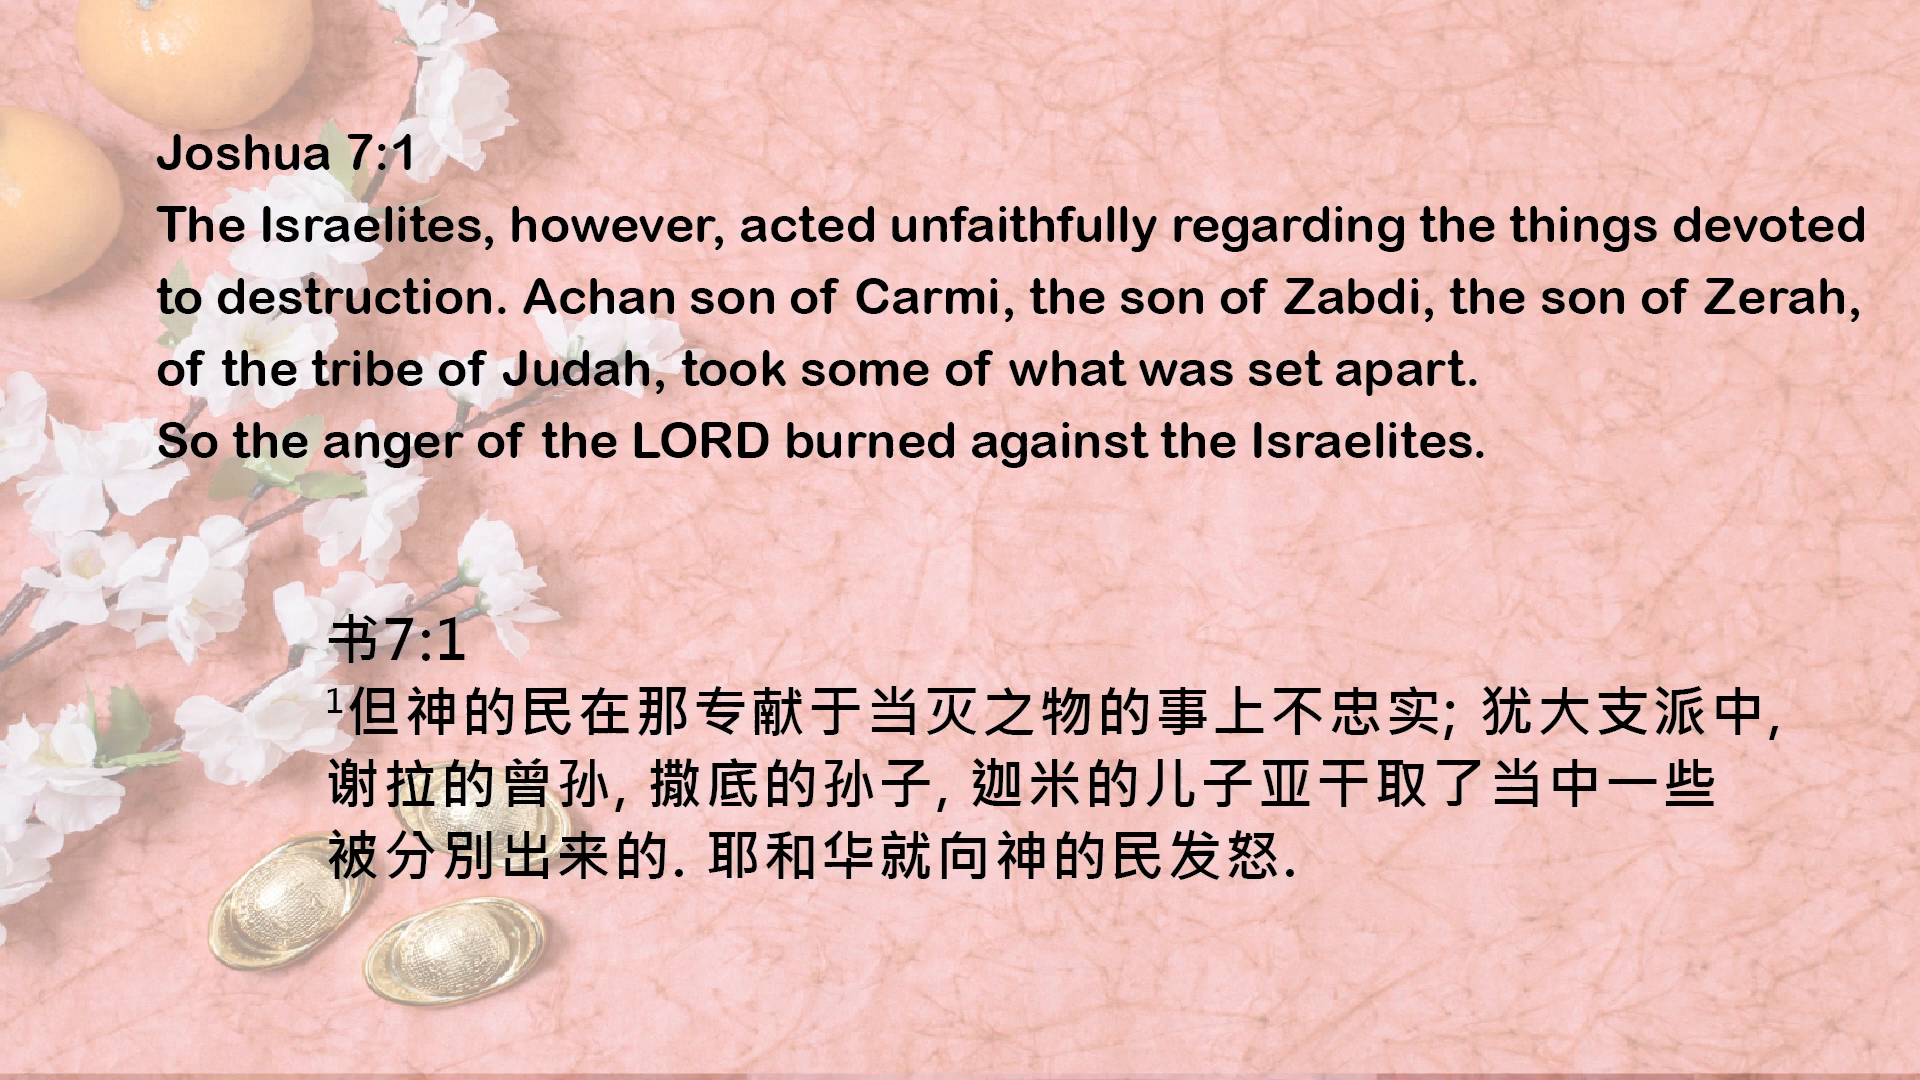 Joshua 7:1
The Israelites, however, acted unfaithfully regarding the things devoted
to destruction. Achan son of Carmi, the son of Zabdi, the son of Zerah,
of the tribe of Judah, took some of what was set apart.
So the anger of the LORD burned against the Israelites.
书7:1
¹但神的民在那专献于当灭之物的事上不忠实; 犹大支派中,
谢拉的曾孙, 撒底的孙子, 迦米的儿子亚干取了当中一些
被分別出来的. 耶和华就向神的民发怒.